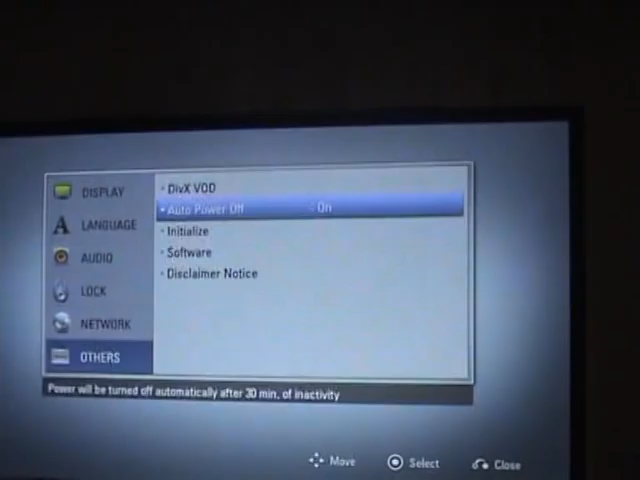 DISPLAY
LANGUAGE
AUDIO
LOCK
NETWORK
OTHERS
· DivX VOD
· Auto Power Off : On
· Initialize
· Software
· Disclaimer Notice
Power will be turned off automatically after 30 min. of inactivity
Move Select Close